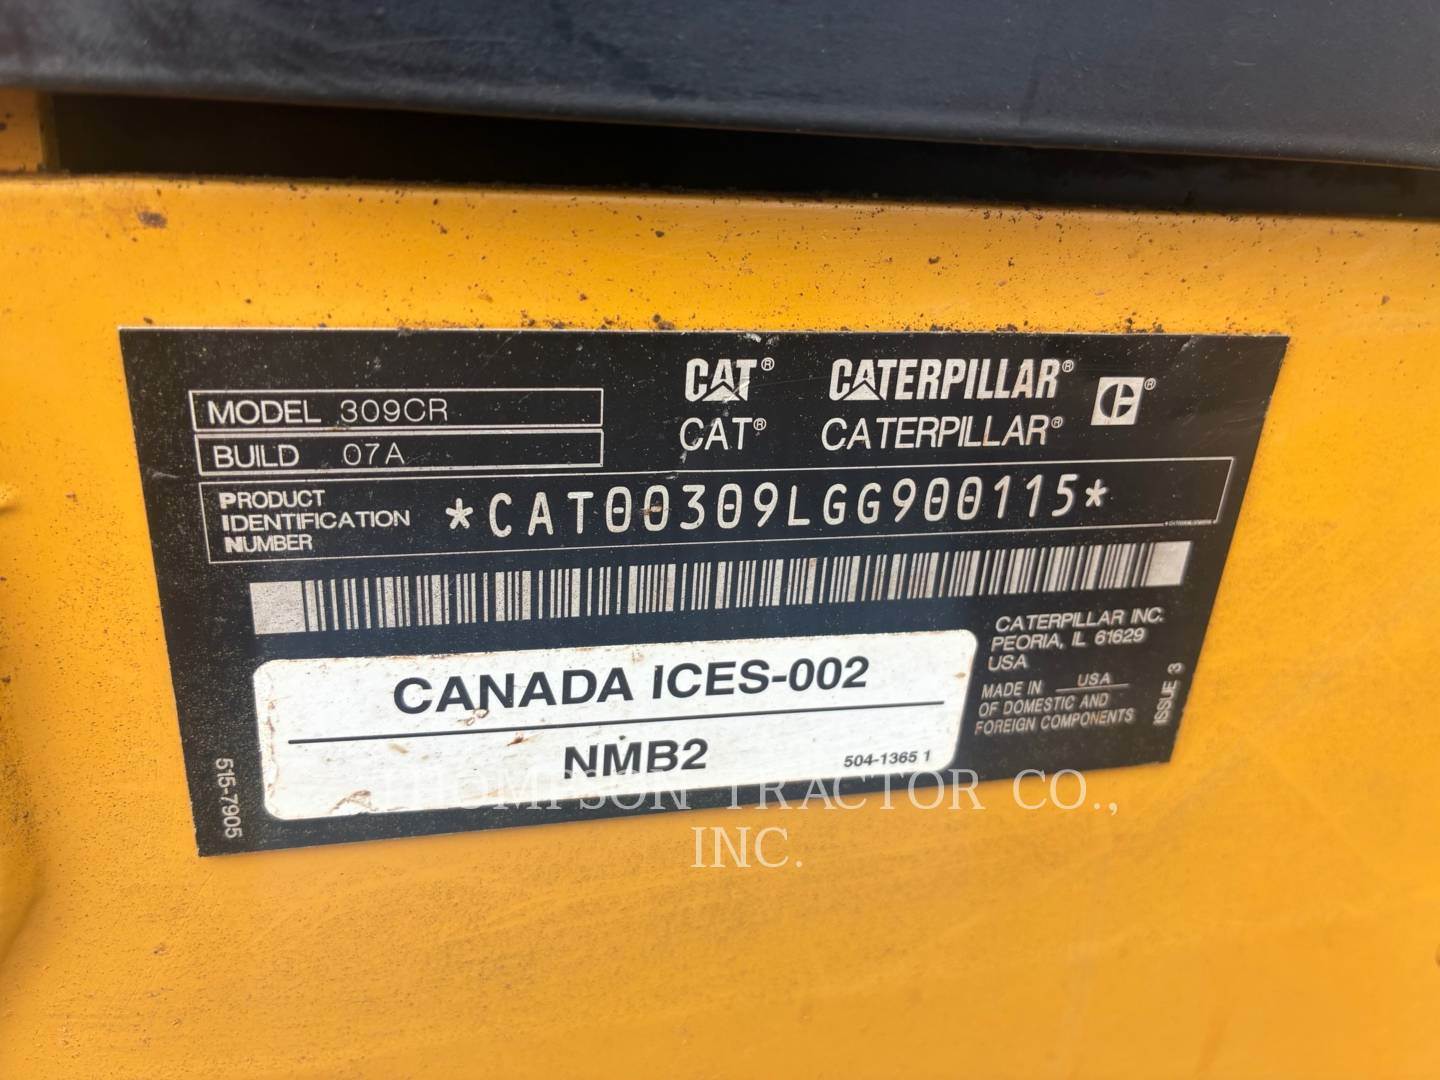 MODEL 309CR
BUILD 07A
CAT® CATERPILLAR® ®
CAT® CATERPILLAR®
PRODUCT
IDENTIFICATION
NUMBER
*CAT00309LGG900115*
CATERPILLAR INC.
PEORIA, IL 61629
USA
MADE IN USA
OF DOMESTIC AND
FOREIGN COMPONENTS
ISSUE 3
CANADA ICES-002
NMB2
504-1365 1
515-7905
THOMPSON TRACTOR CO.,
INC.